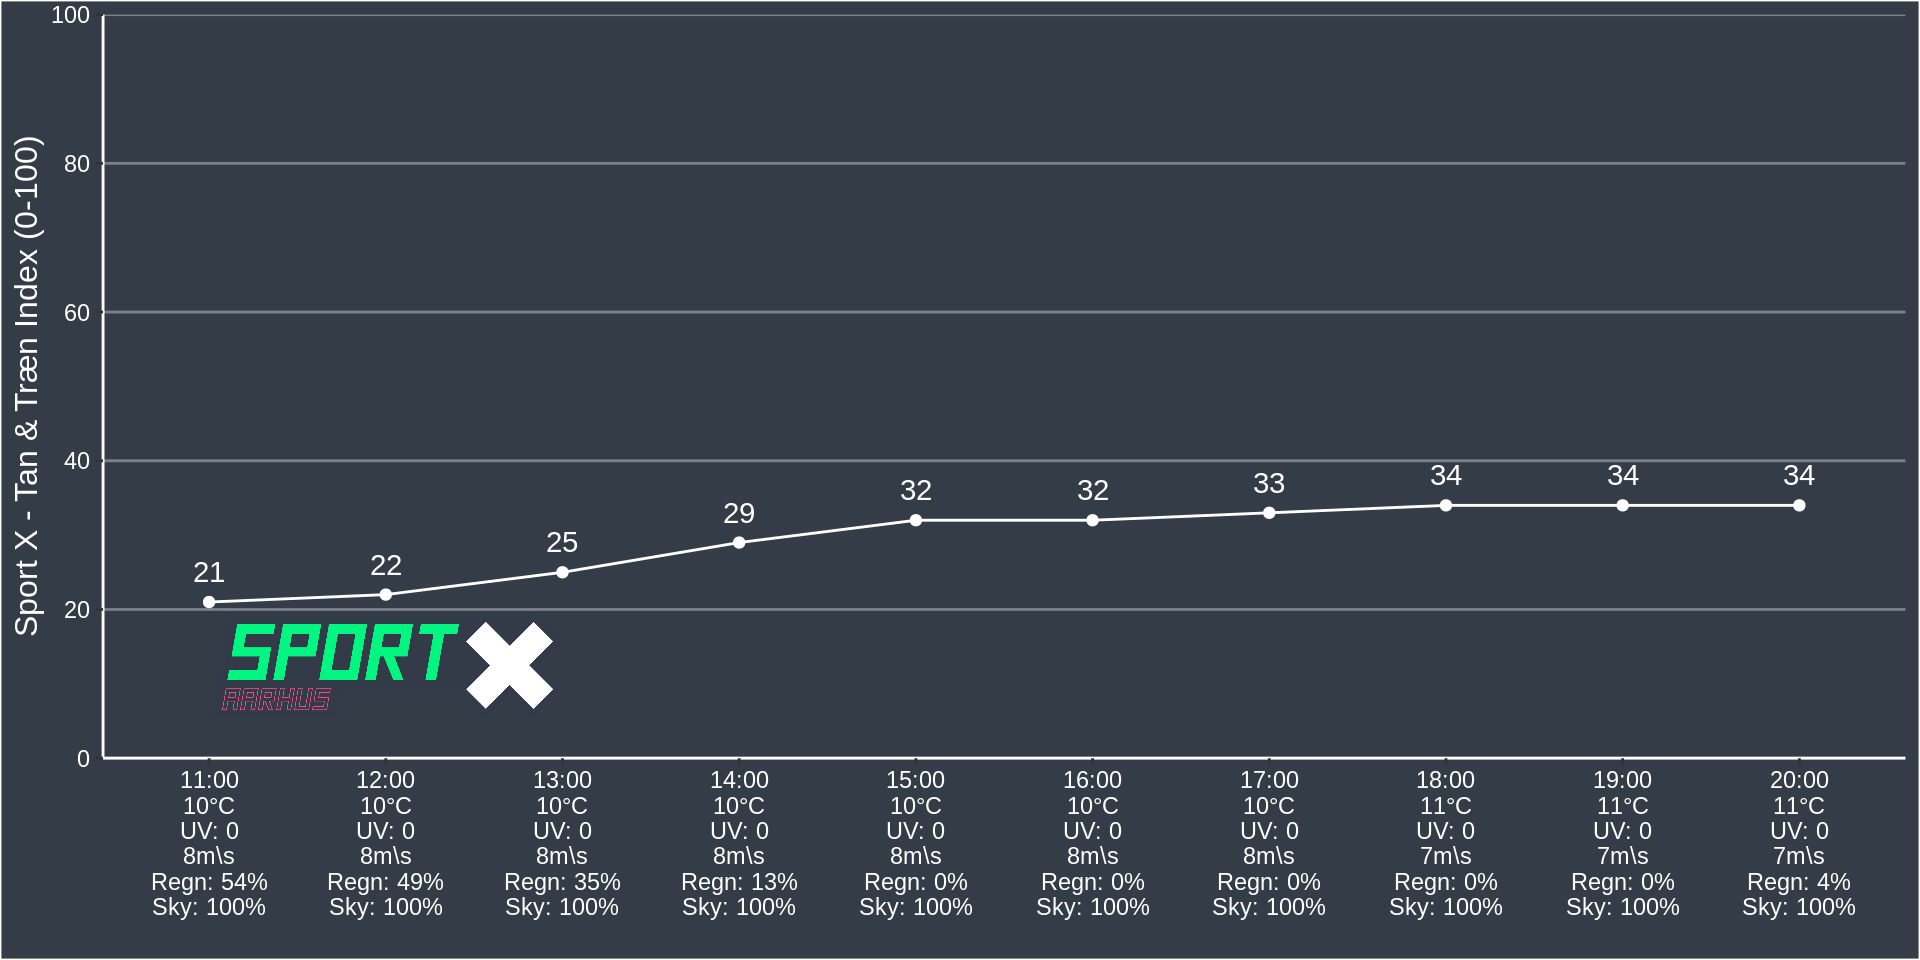 Sport X - Tan & Træn Index (0-100)
100
80
60
40
20
0
21
22
25
29
32
32
33
34
34
34
SPORT X
AARHUS
11:00 12:00 13:00 14:00 15:00 16:00 17:00 18:00 19:00 20:00
10°C 10°C 10°C 10°C 10°C 10°C 10°C 11°C 11°C 11°C
UV: 0 UV: 0 UV: 0 UV: 0 UV: 0 UV: 0 UV: 0 UV: 0 UV: 0 UV: 0
8m\s 8m\s 8m\s 8m\s 8m\s 8m\s 8m\s 7m\s 7m\s 7m\s
Regn: 54% Regn: 49% Regn: 35% Regn: 13% Regn: 0% Regn: 0% Regn: 0% Regn: 0% Regn: 0% Regn: 4%
Sky: 100% Sky: 100% Sky: 100% Sky: 100% Sky: 100% Sky: 100% Sky: 100% Sky: 100% Sky: 100% Sky: 100%